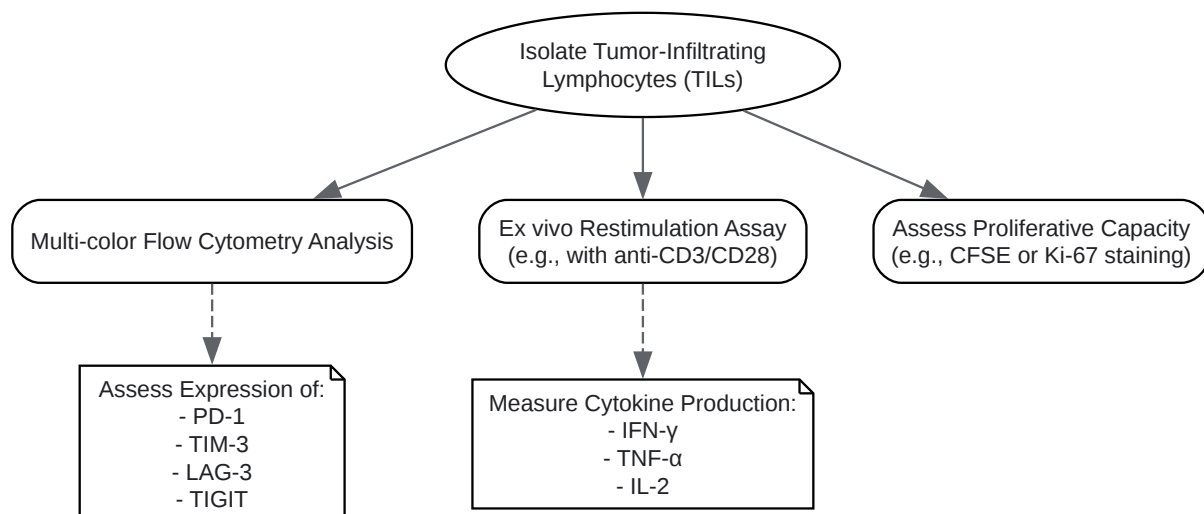 Isolate Tumor-Infiltrating
Lymphocytes (TILs)
Multi-color Flow Cytometry Analysis
Ex vivo Restimulation Assay
(e.g., with anti-CD3/CD28)
Assess Proliferative Capacity
(e.g., CFSE or Ki-67 staining)
Assess Expression of:
- PD-1
- TIM-3
- LAG-3
- TIGIT
Measure Cytokine Production:
- IFN-γ
- TNF-α
- IL-2